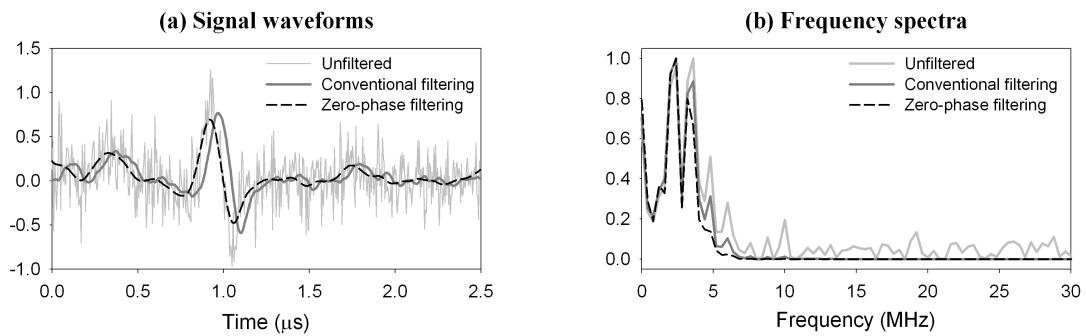 (a) Signal waveforms
1.5
1.0
0.5
0.0
-0.5
-1.0
Unfiltered
Conventional filtering
Zero-phase filtering
0.0 0.5 1.0 1.5 2.0 2.5
Time (μs)
(b) Frequency spectra
1.0
0.8
0.6
0.4
0.2
0.0
Unfiltered
Conventional filtering
Zero-phase filtering
0 5 10 15 20 25 30
Frequency (MHz)